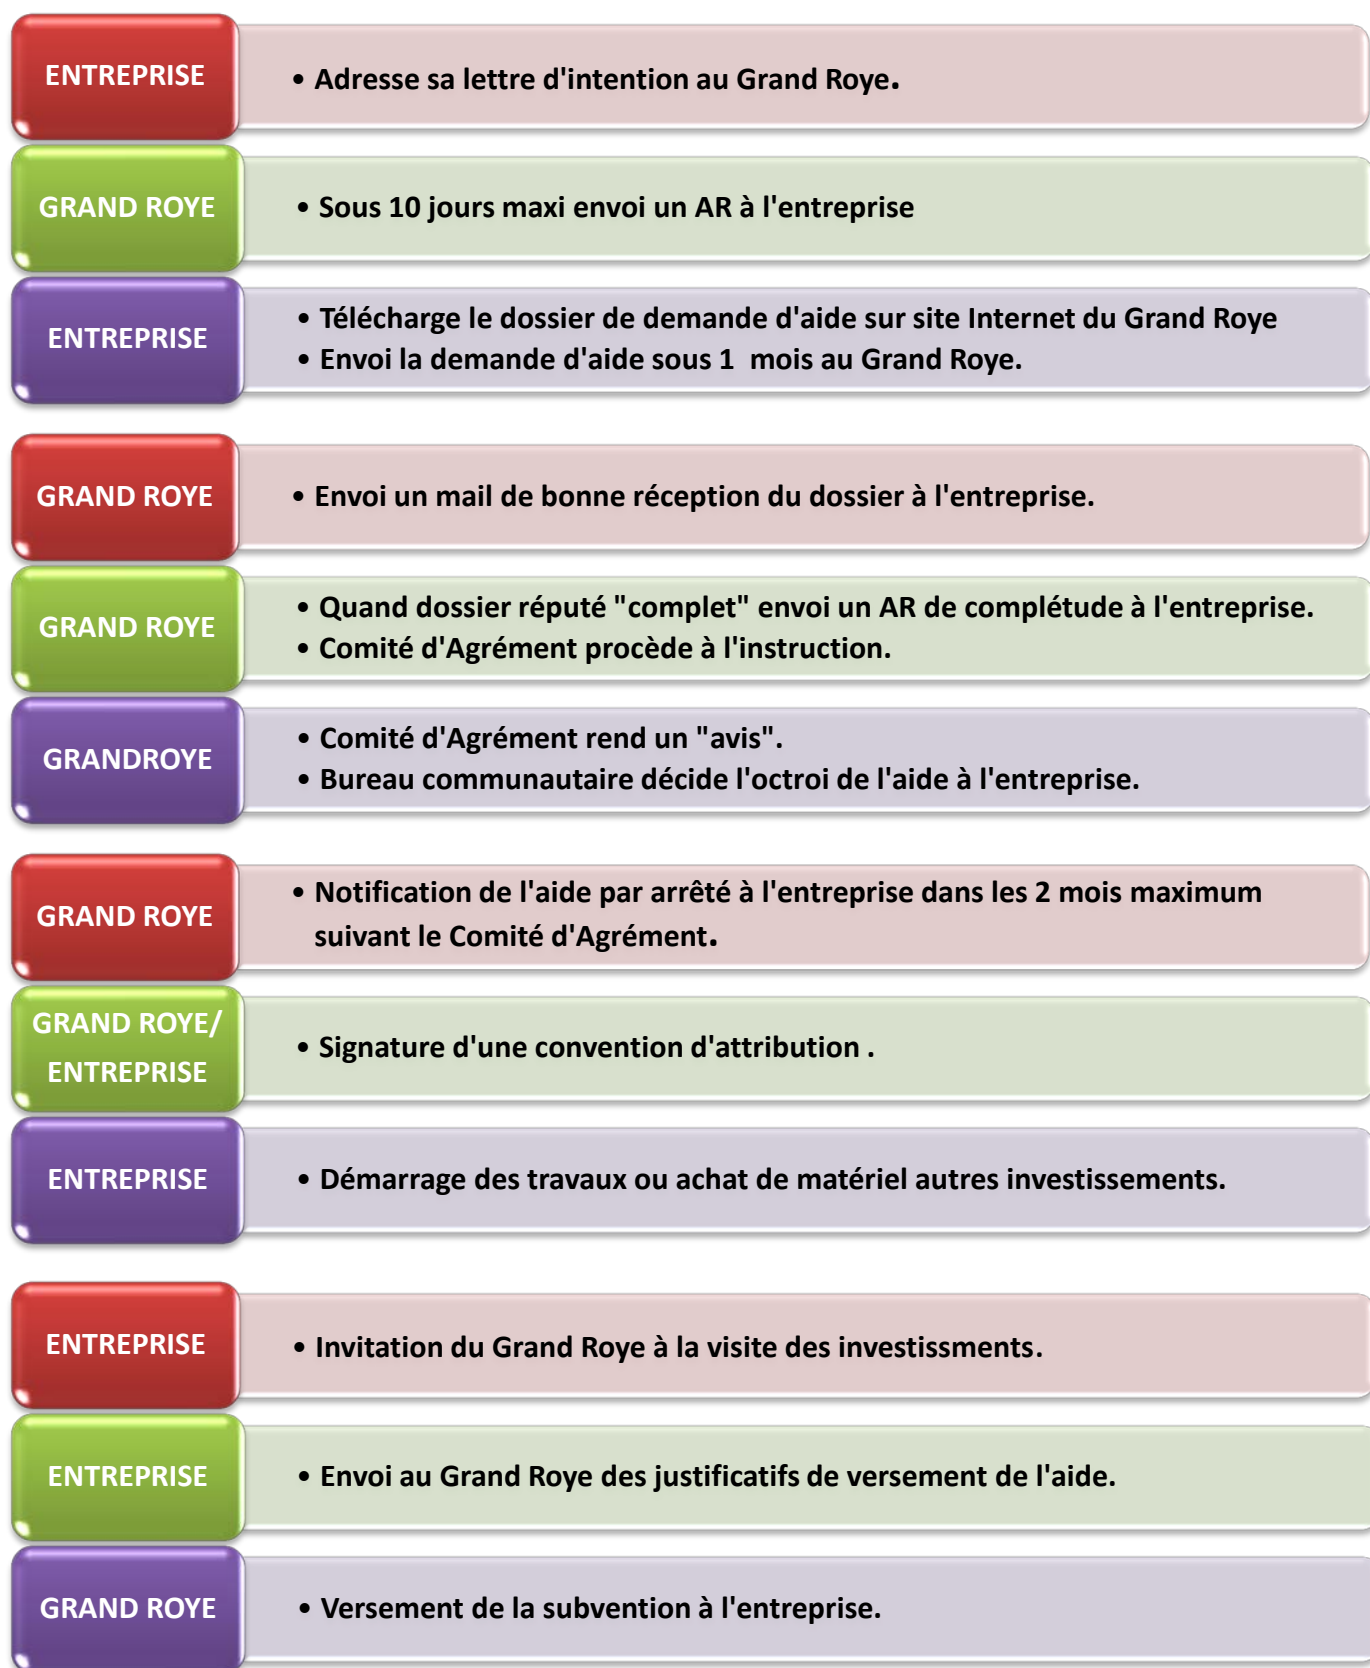 ENTREPRISE
• Adresse sa lettre d'intention au Grand Roye.
GRAND ROYE
• Sous 10 jours maxi envoi un AR à l'entreprise
ENTREPRISE
• Télécharge le dossier de demande d'aide sur site Internet du Grand Roye
• Envoi la demande d'aide sous 1 mois au Grand Roye.
GRAND ROYE
• Envoi un mail de bonne réception du dossier à l'entreprise.
GRAND ROYE
• Quand dossier réputé "complet" envoi un AR de complétude à l'entreprise.
• Comité d'Agrément procède à l'instruction.
GRANDROYE
• Comité d'Agrément rend un "avis".
• Bureau communautaire décide l'octroi de l'aide à l'entreprise.
GRAND ROYE
• Notification de l'aide par arrêté à l'entreprise dans les 2 mois maximum
suivant le Comité d'Agrément.
GRAND ROYE/
ENTREPRISE
• Signature d'une convention d'attribution .
ENTREPRISE
• Démarrage des travaux ou achat de matériel autres investissements.
ENTREPRISE
• Invitation du Grand Roye à la visite des investissments.
ENTREPRISE
• Envoi au Grand Roye des justificatifs de versement de l'aide.
GRAND ROYE
• Versement de la subvention à l'entreprise.